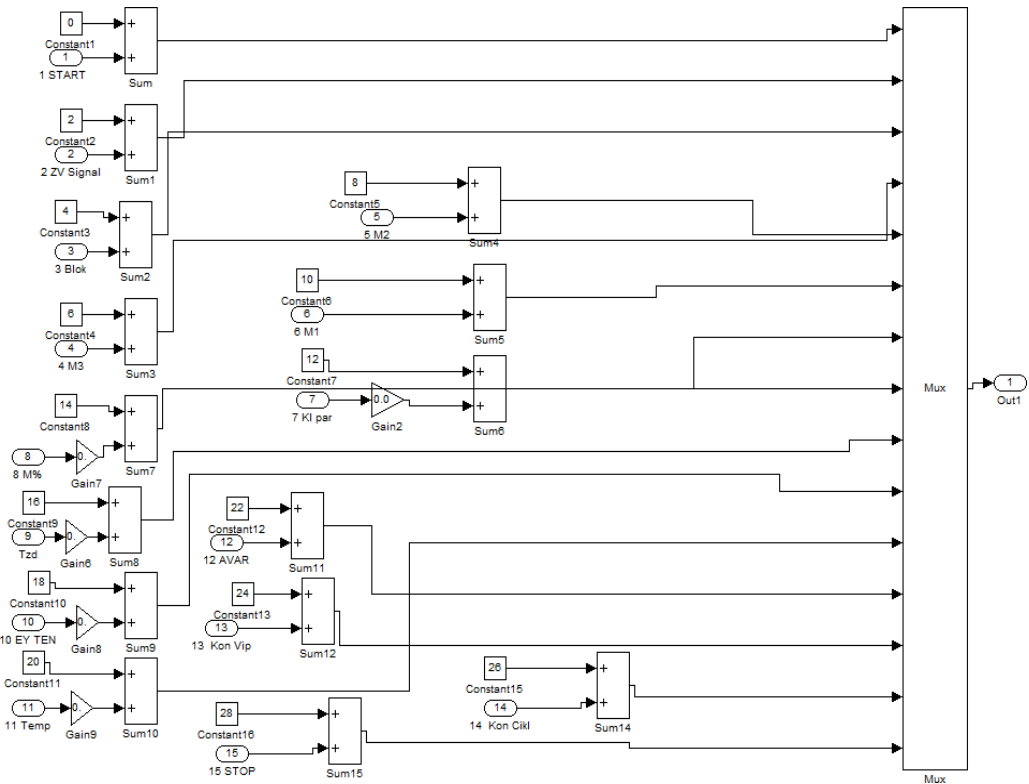 0
+
Constant1
1
+
1 START
Sum
2
+
Constant2
2
+
2 ZV Signal
Sum1
4
+
Constant3
3
+
3 Blok
Sum2
6
+
Constant4
4
+
4 M3
Sum3
8
+
Constant5
5
+
5 M2
Sum4
10
+
Constant6
6
+
6 M1
Sum5
12
+
Constant7
7
0.0
+
7 KI par
Gain2
Sum6
14
+
Constant8
8
0.
+
8 M%
Gain7
Sum7
16
+
Constant9
9
0.
+
Tzd
Gain6
Sum8
18
+
Constant10
10
0.
+
10 EY TEN
Gain8
Sum9
20
+
Constant11
11
0.
+
11 Temp
Gain9
Sum10
22
+
Constant12
12
+
12 AVAR
Sum11
24
+
Constant13
13
+
13 Kon Vip
Sum12
26
+
Constant15
14
+
14 Kon Cikl
Sum14
28
+
Constant16
15
+
15 STOP
Sum15
Mux
Mux
1
Out1